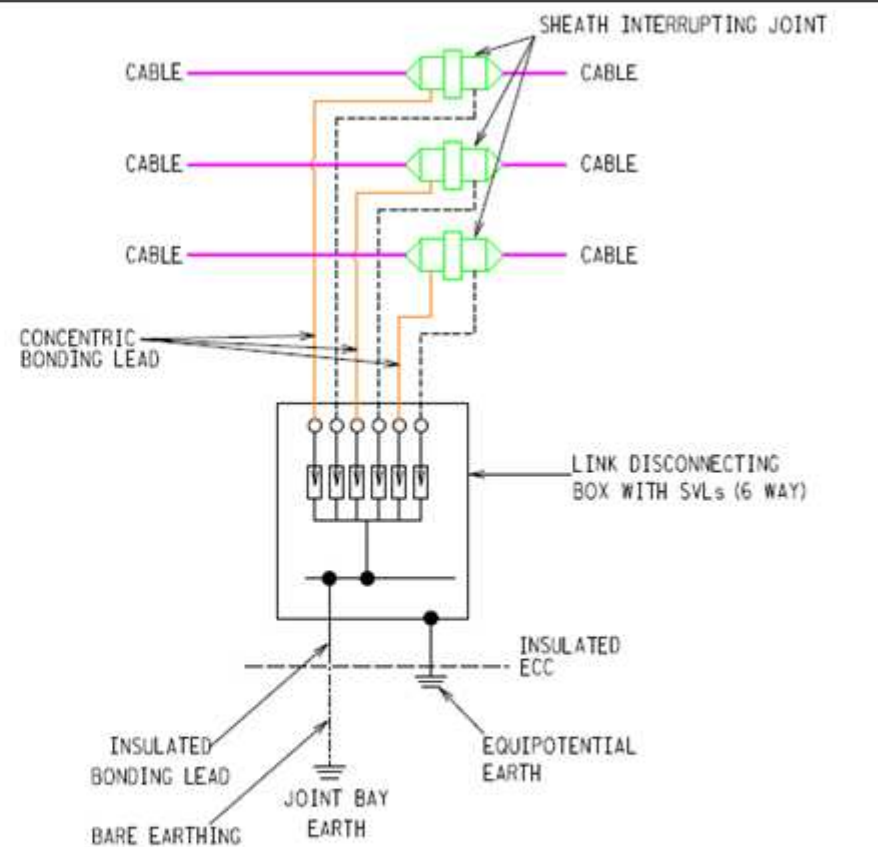 SHEATH INTERRUPTING JOINT
CABLE
CABLE
CABLE
CABLE
CABLE
CABLE
CONCENTRIC
BONDING LEAD
LINK DISCONNECTING
BOX WITH SVLs (6 WAY)
INSULATED
ECC
INSULATED
BONDING LEAD
EQUIPOTENTIAL
EARTH
JOINT BAY
EARTH
BARE EARTHING